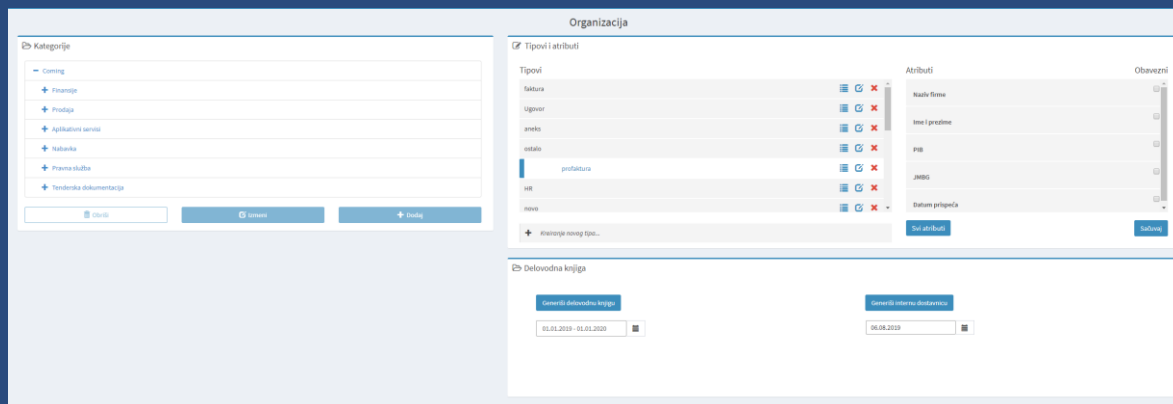 Organizacija
Kategorije
Coming
Finansije
Prodaja
Aplikativni servisi
Nabavka
Pravna služba
Tenderska dokumentacija
Obriši
Izmeni
Dodaj
Tipovi i atributi
Tipovi
faktura
Ugovor
aneks
ostalo
profaktura
HR
novo
Kreiranje novog tipa...
Atributi Obavezni
Naziv firme
Ime i prezime
PIB
JMBG
Datum prispeća
Svi atributi
Sačuvaj
Delovodna knjiga
Generiši delovodnu knjigu
01.01.2019 - 01.01.2020
Generiši internu dostavnicu
06.08.2019